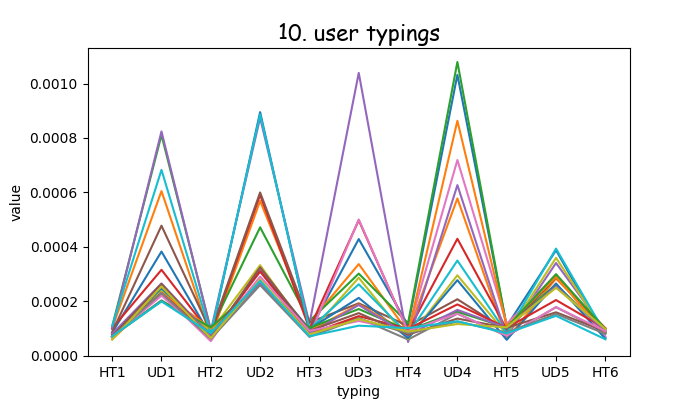 10. user typings
value
0.0010
0.0008
0.0006
0.0004
0.0002
0.0000
HT1 UD1 HT2 UD2 HT3 UD3 HT4 UD4 HT5 UD5 HT6
typing